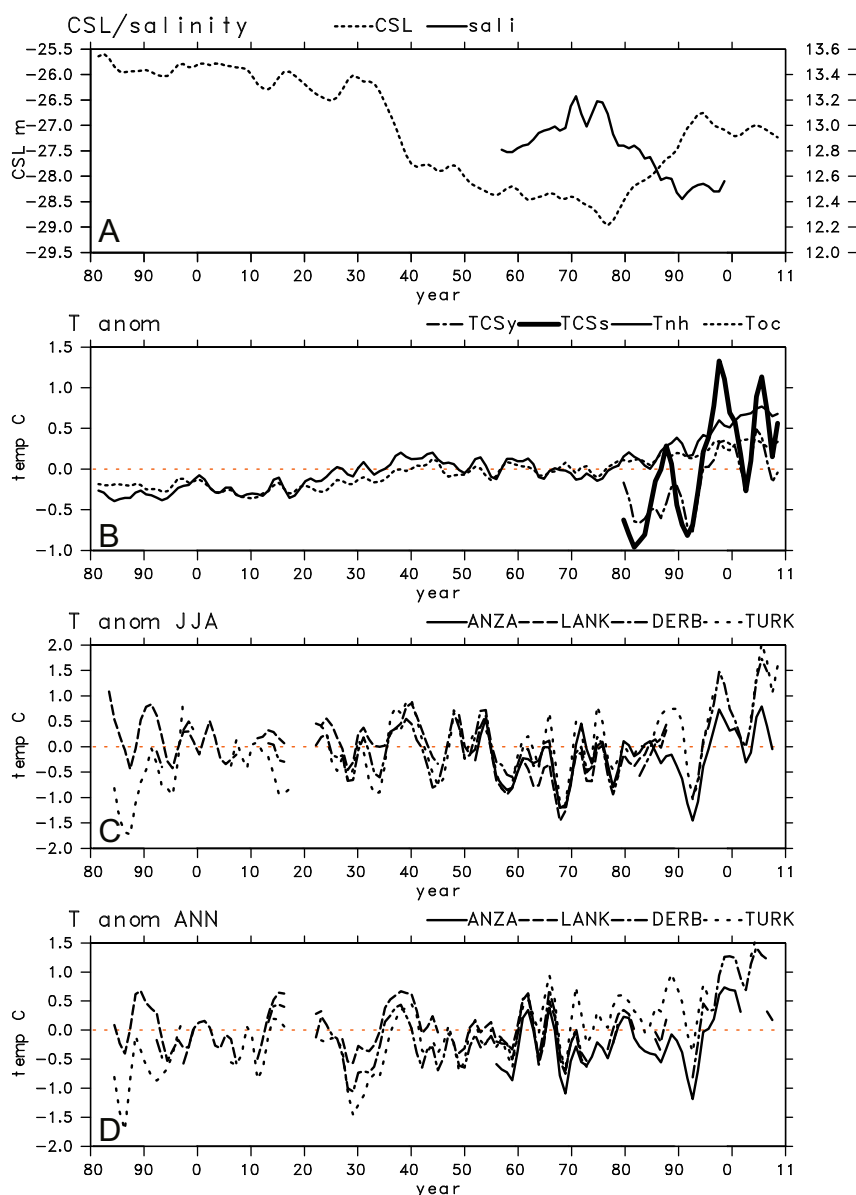 CSL/salinity CSL sali
-25.5 13.6
-26.0 13.4
-26.5 13.2
-27.0 13.0
-27.5 12.8
-28.0 12.6
-28.5 12.4
-29.0 12.2
-29.5 12.0
CSL m
A
80 90 0 10 20 30 40 50 60 70 80 90 0 11
year
T anom TCSy TCSs Tnh Toc
1.5
1.0
0.5
0.0
-0.5
-1.0
temp C
B
80 90 0 10 20 30 40 50 60 70 80 90 0 11
year
T anom JJA ANZA LANK DERB TURK
2.0
1.5
1.0
0.5
0.0
-0.5
-1.0
-1.5
-2.0
temp C
C
80 90 0 10 20 30 40 50 60 70 80 90 0 11
year
T anom ANN ANZA LANK DERB TURK
1.5
1.0
0.5
0.0
-0.5
-1.0
-1.5
-2.0
temp C
D
80 90 0 10 20 30 40 50 60 70 80 90 0 11
year